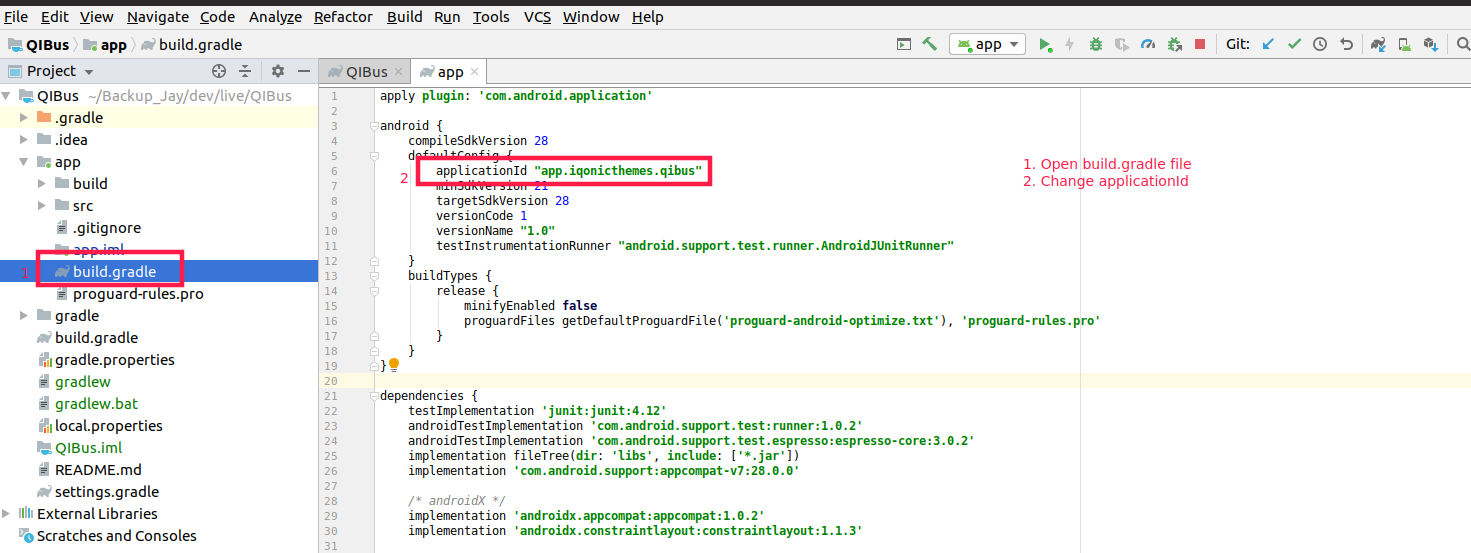 File Edit View Navigate Code Analyze Refactor Build Run Tools VCS Window Help
QIBus app build.gradle app Git:
Project QIBus app
QIBus ~/Backup_Jay/dev/live/QIBus
.gradle
.idea
app
build
src
.gitignore
app.iml
1 build.gradle
proguard-rules.pro
gradle
build.gradle
gradle.properties
gradlew
gradlew.bat
local.properties
QIBus.iml
README.md
settings.gradle
External Libraries
Scratches and Consoles
1 apply plugin: 'com.android.application'
2
3 android {
4 compileSdkVersion 28
5 defaultConfig {
6 applicationId "app.iqonicthemes.qibus"
2
7 minSdkVersion 21
8 targetSdkVersion 28
9 versionCode 1
10 versionName "1.0"
11 testInstrumentationRunner "android.support.test.runner.AndroidJUnitRunner"
12 }
13 buildTypes {
14 release {
15 minifyEnabled false
16 proguardFiles getDefaultProguardFile('proguard-android-optimize.txt'), 'proguard-rules.pro'
17 }
18 }
19 }
20
21 dependencies {
22 testImplementation 'junit:junit:4.12'
23 androidTestImplementation 'com.android.support.test:runner:1.0.2'
24 androidTestImplementation 'com.android.support.test.espresso:espresso-core:3.0.2'
25 implementation fileTree(dir: 'libs', include: ['*.jar'])
26 implementation 'com.android.support:appcompat-v7:28.0.0'
27
28 /* androidX */
29 implementation 'androidx.appcompat:appcompat:1.0.2'
30 implementation 'androidx.constraintlayout:constraintlayout:1.1.3'
31
1. Open build.gradle file
2. Change applicationId